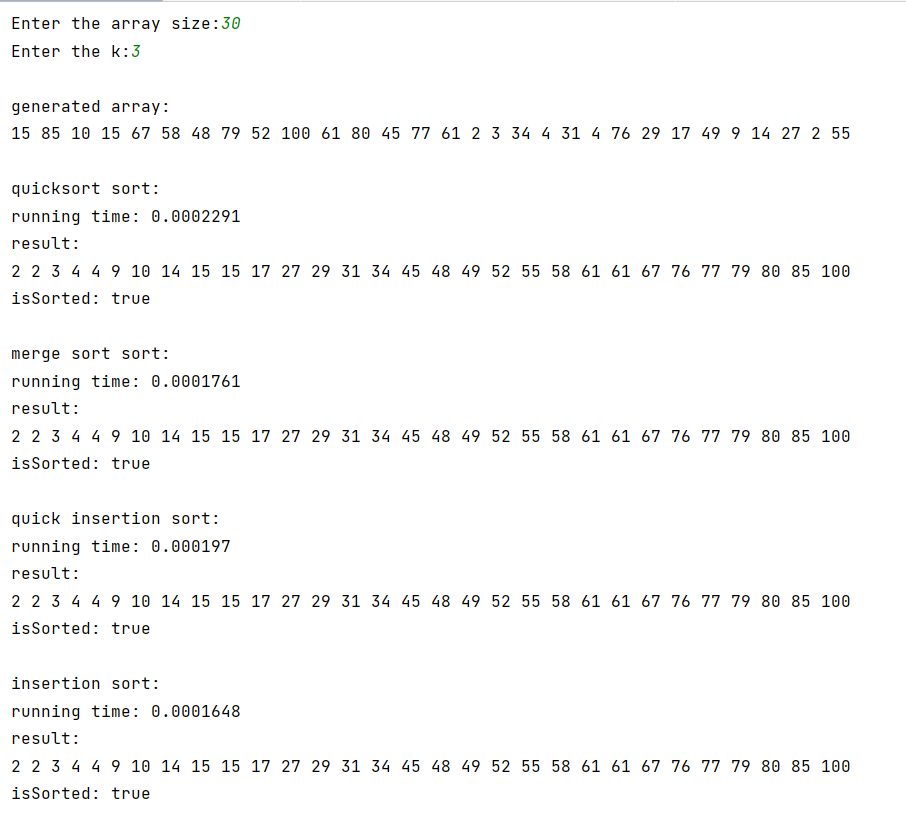 Enter the array size:30
Enter the k:3
generated array:
15 85 10 15 67 58 48 79 52 100 61 80 45 77 61 2 3 34 4 31 4 76 29 17 49 9 14 27 2 55
quicksort sort:
running time: 0.0002291
result:
2 2 3 4 4 9 10 14 15 15 17 27 29 31 34 45 48 49 52 55 58 61 61 67 76 77 79 80 85 100
isSorted: true
merge sort sort:
running time: 0.0001761
result:
2 2 3 4 4 9 10 14 15 15 17 27 29 31 34 45 48 49 52 55 58 61 61 67 76 77 79 80 85 100
isSorted: true
quick insertion sort:
running time: 0.000197
result:
2 2 3 4 4 9 10 14 15 15 17 27 29 31 34 45 48 49 52 55 58 61 61 67 76 77 79 80 85 100
isSorted: true
insertion sort:
running time: 0.0001648
result:
2 2 3 4 4 9 10 14 15 15 17 27 29 31 34 45 48 49 52 55 58 61 61 67 76 77 79 80 85 100
isSorted: true